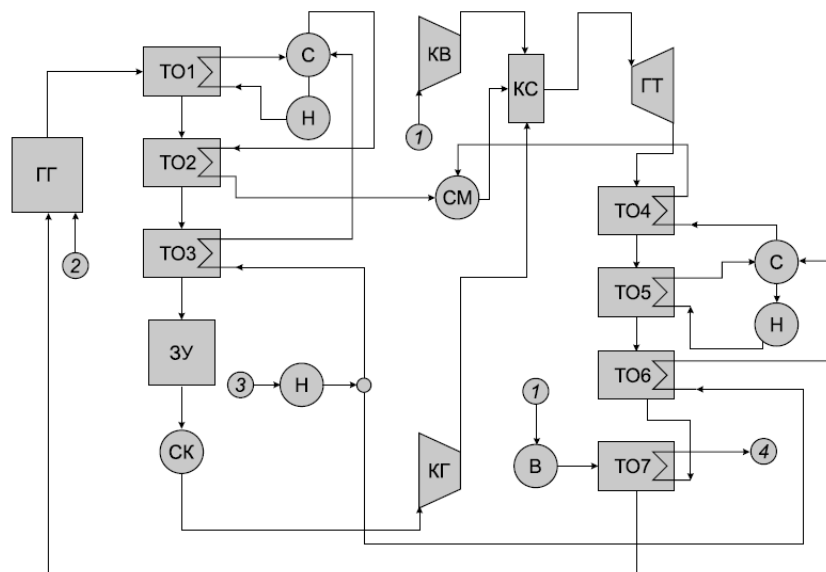 ТО1
С
КВ
КС
ГТ
Н
1
ГГ
ТО2
СМ
ТО4
2
ТО3
С
ТО5
Н
ЗУ
3
Н
1
ТО6
СК
КГ
В
ТО7
4